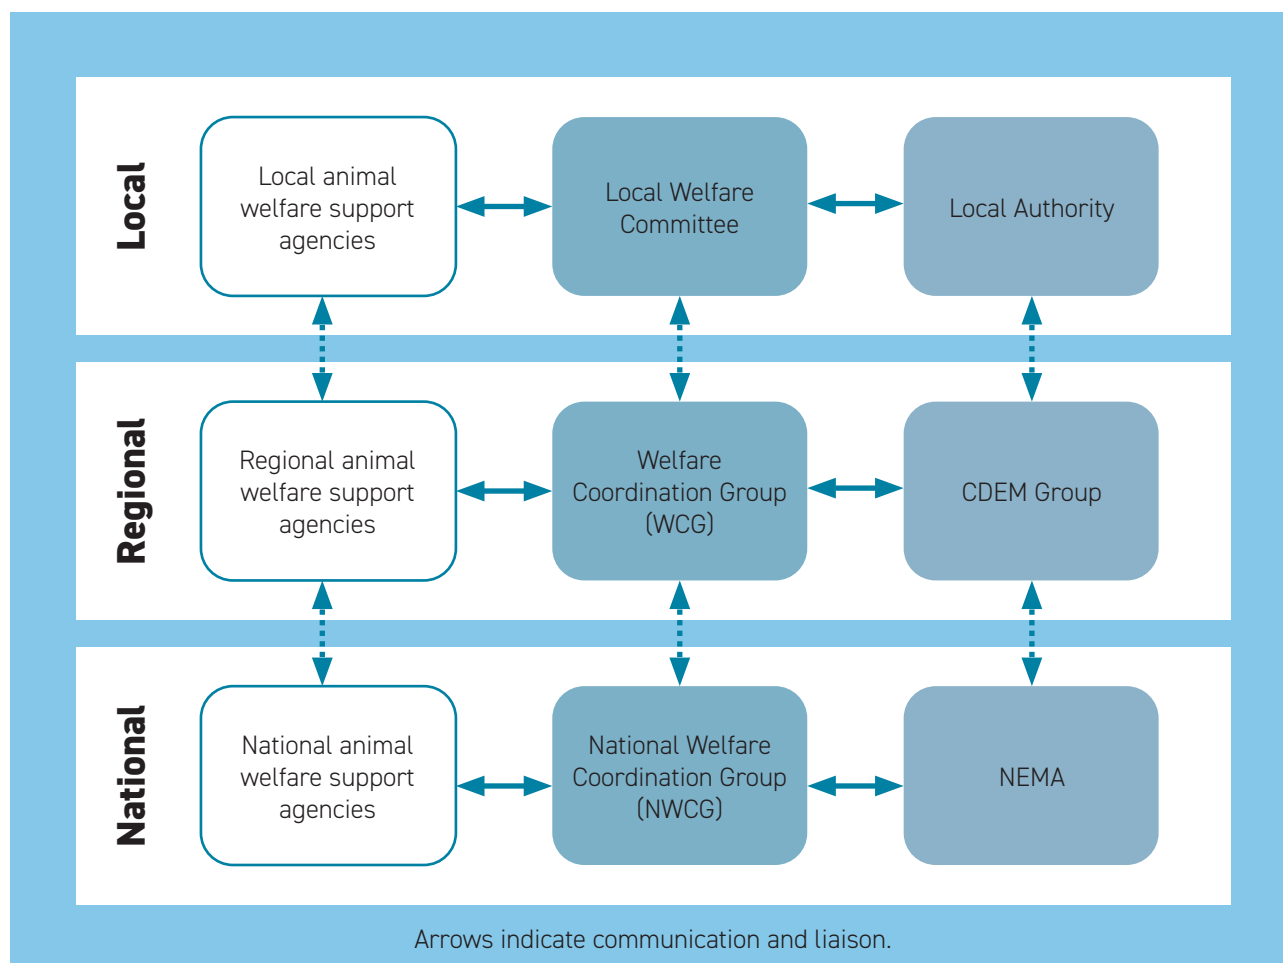 Local
Local animal
welfare support
agencies
Local Welfare
Committee
Local Authority
Regional
Regional animal
welfare support
agencies
Welfare
Coordination Group
(WCG)
CDEM Group
National
National animal
welfare support
agencies
National Welfare
Coordination Group
(NWCG)
NEMA
Arrows indicate communication and liaison.